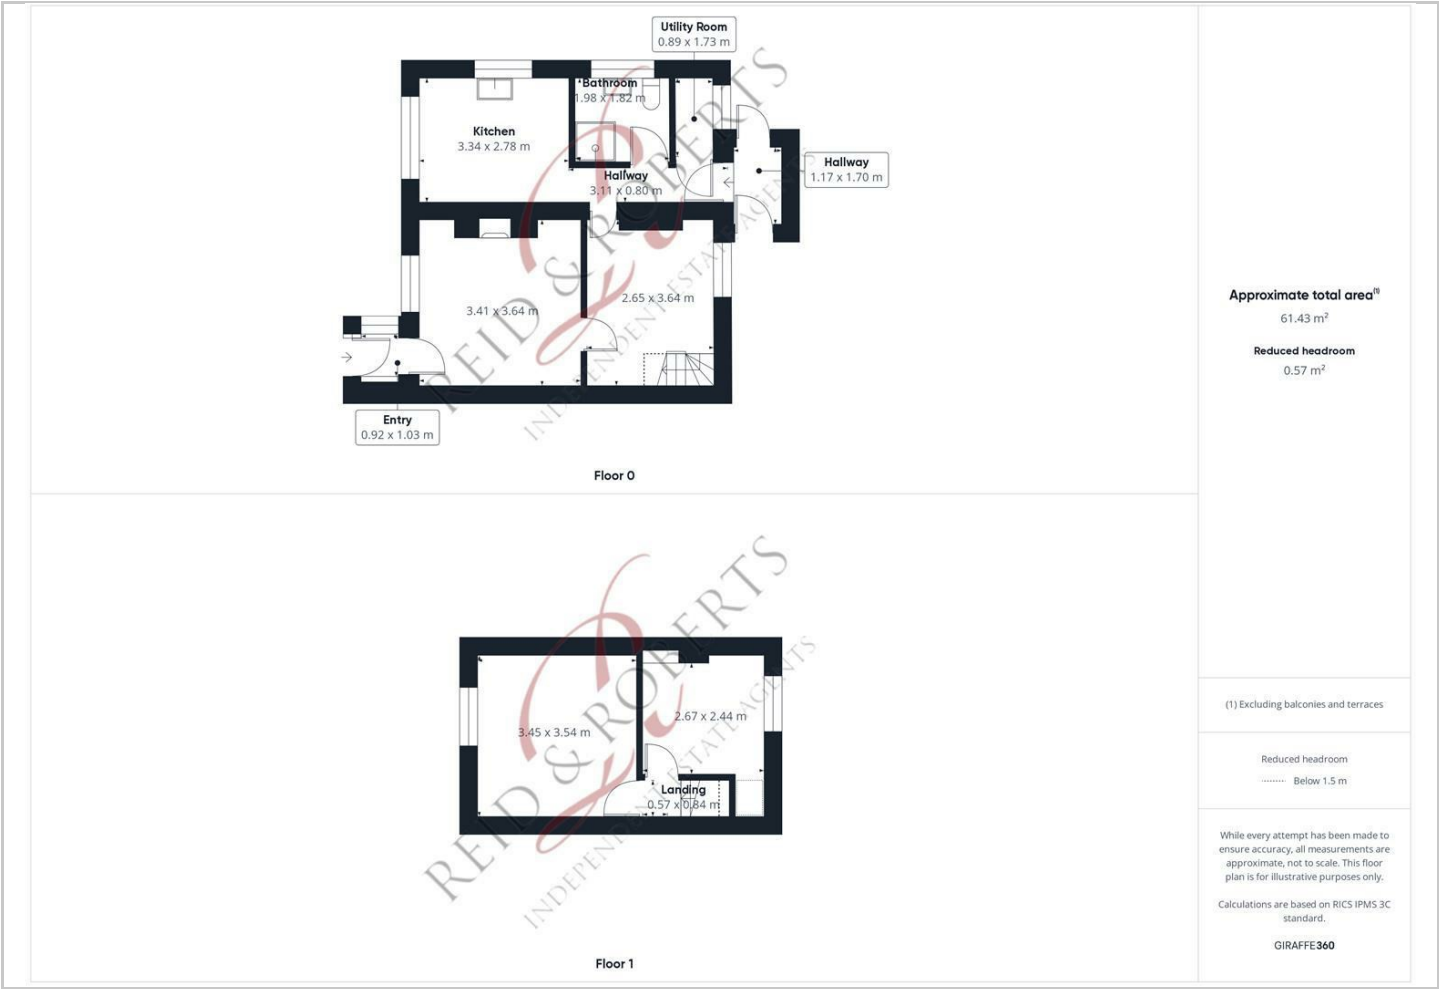 Utility Room
0.89 x 1.73 m
Bathroom
1.98 x 1.82 m
Kitchen
3.34 x 2.78 m
Hallway
3.11 x 0.80 m
Hallway
1.17 x 1.70 m
3.41 x 3.64 m
2.65 x 3.64 m
Entry
0.92 x 1.03 m
Floor 0
REID & ROBERTS
INDEPENDENT ESTATE AGENTS
3.45 x 3.54 m
2.67 x 2.44 m
Landing
0.57 x 0.84 m
Floor 1
REID & ROBERTS
INDEPENDENT ESTATE AGENTS
Approximate total area(1)
61.43 m²
Reduced headroom
0.57 m²
(1) Excluding balconies and terraces
Reduced headroom
Below 1.5 m
While every attempt has been made to
ensure accuracy, all measurements are
approximate, not to scale. This floor
plan is for illustrative purposes only.
Calculations are based on RICS IPMS 3C
standard.
GIRAFFE360